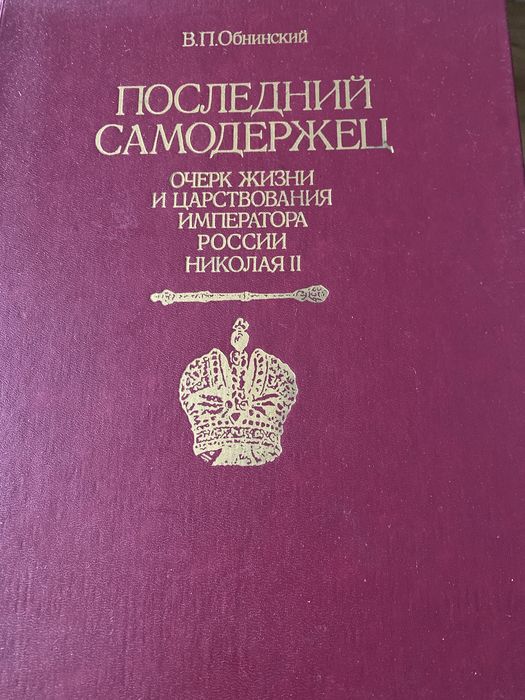 В.П.Обнинский
ПОСЛЕДНИЙ
САМОДЕРЖЕЦ
ОЧЕРК ЖИЗНИ
И ЦАРСТВОВАНИЯ
ИМПЕРАТОРА
РОССИИ
НИКОЛАЯ II